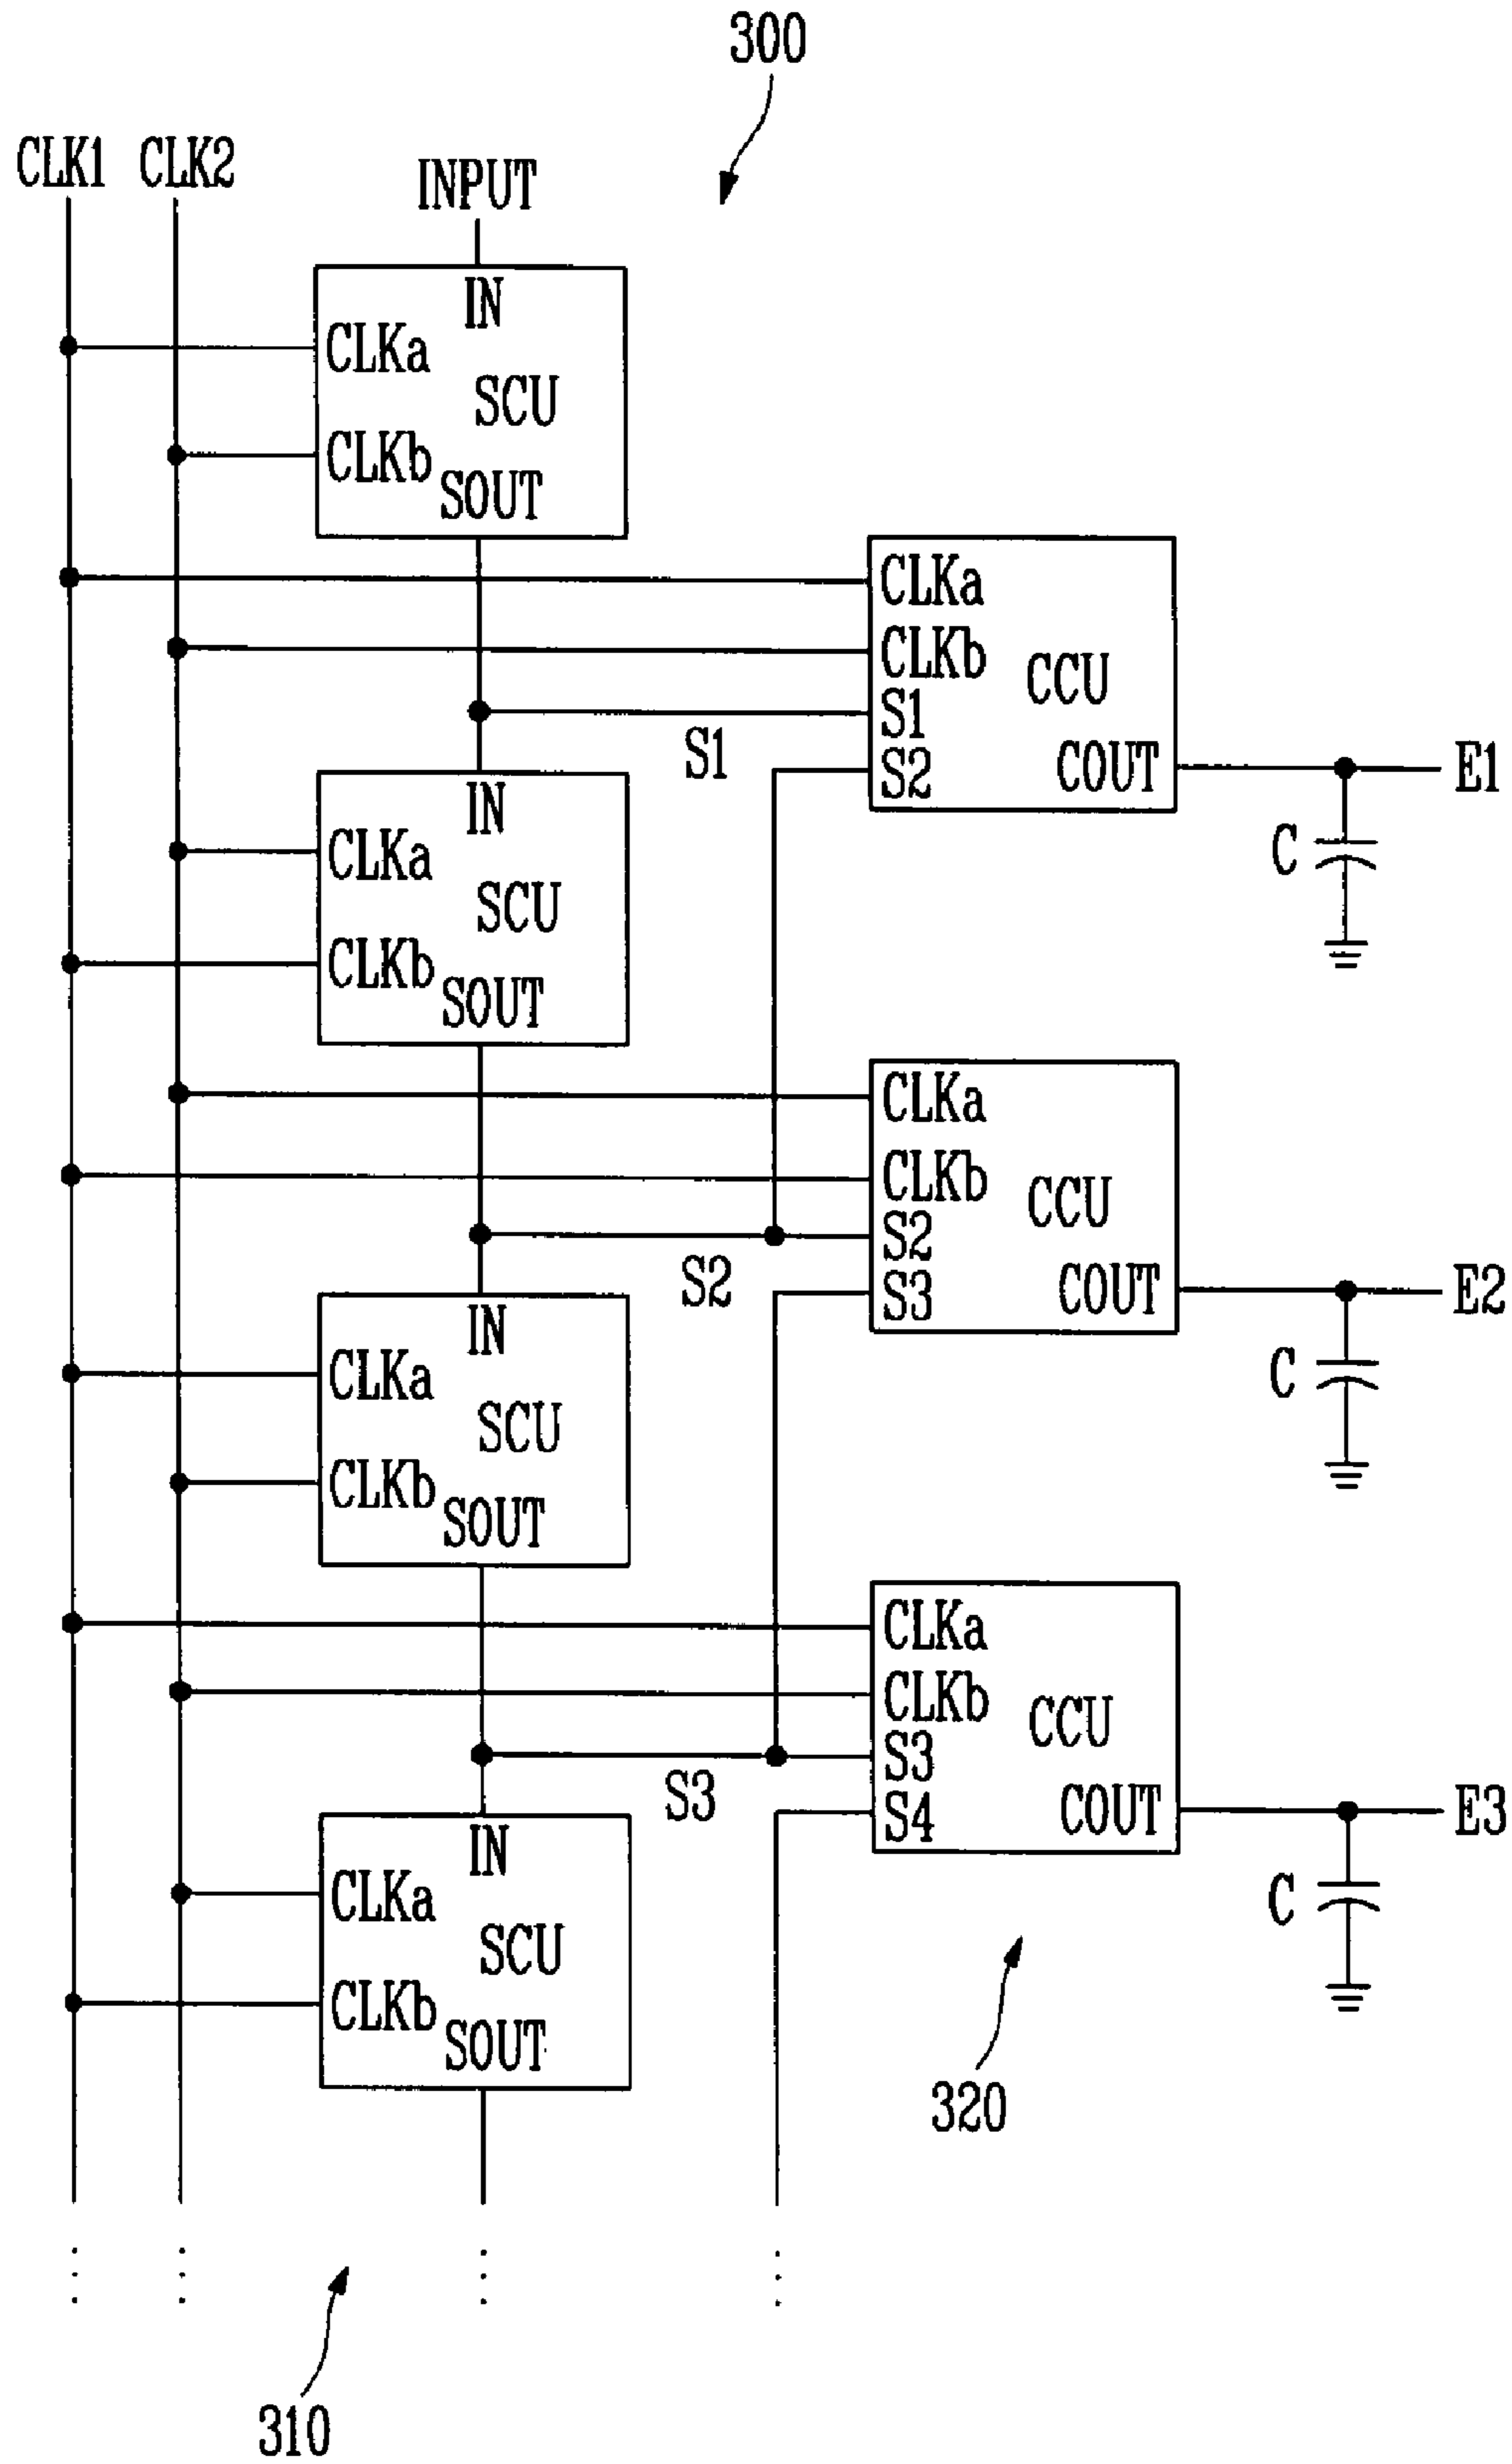 300
CLK1 CLK2 INPUT
IN
CLKa
SCU
CLKb
SOUT
CLKa
CLKb
CCU
S1
S1
S2
COUT
E1
C
IN
CLKa
SCU
CLKb
SOUT
CLKa
CLKb
CCU
S2
S2
S3
COUT
E2
C
IN
CLKa
SCU
CLKb
SOUT
CLKa
CLKb
CCU
S3
S3
S4
COUT
E3
C
IN
CLKa
SCU
CLKb
SOUT
320
310